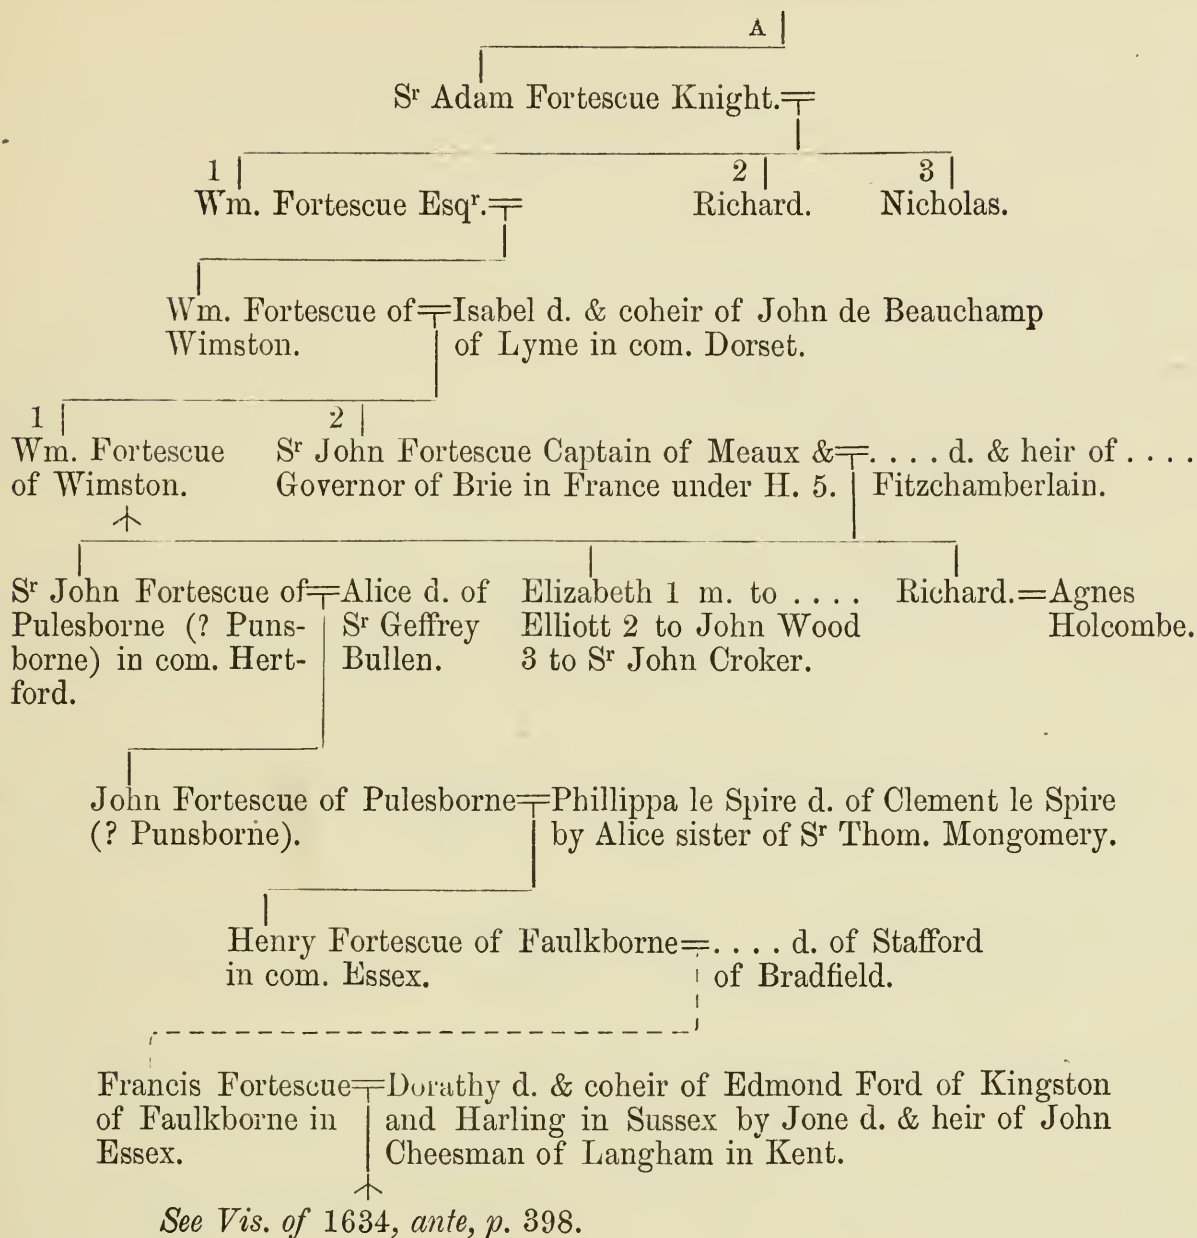 A
Sr Adam Fortescue Knight.
1 2 3
Wm. Fortescue Esqr. Richard. Nicholas.
Wm. Fortescue of Isabel d. & coheir of John de Beauchamp
Wimston. of Lyme in com. Dorset.
1 2
Wm. Fortescue Sr John Fortescue Captain of Meaux & . . . . d. & heir of . . . .
of Wimston. Governor of Brie in France under H. 5. Fitzchamberlain.
Sr John Fortescue of Alice d. of Elizabeth 1 m. to . . . . Richard.=Agnes
Pulesborne (? Puns- Sr Geffrey Elliott 2 to John Wood Holcombe.
borne) in com. Hert- Bullen. 3 to Sr John Croker.
ford.
John Fortescue of Pulesborne=Phillippa le Spire d. of Clement le Spire
(? Punsborne). by Alice sister of Sr Thom. Mongomery.
Henry Fortescue of Faulkborne=. . . . d. of Stafford
in com. Essex. of Bradfield.
Francis Fortescue=Dorathy d. & coheir of Edmond Ford of Kingston
of Faulkborne in and Harling in Sussex by Jone d. & heir of John
Essex. Cheesman of Langham in Kent.
See Vis. of 1634, ante, p. 398.